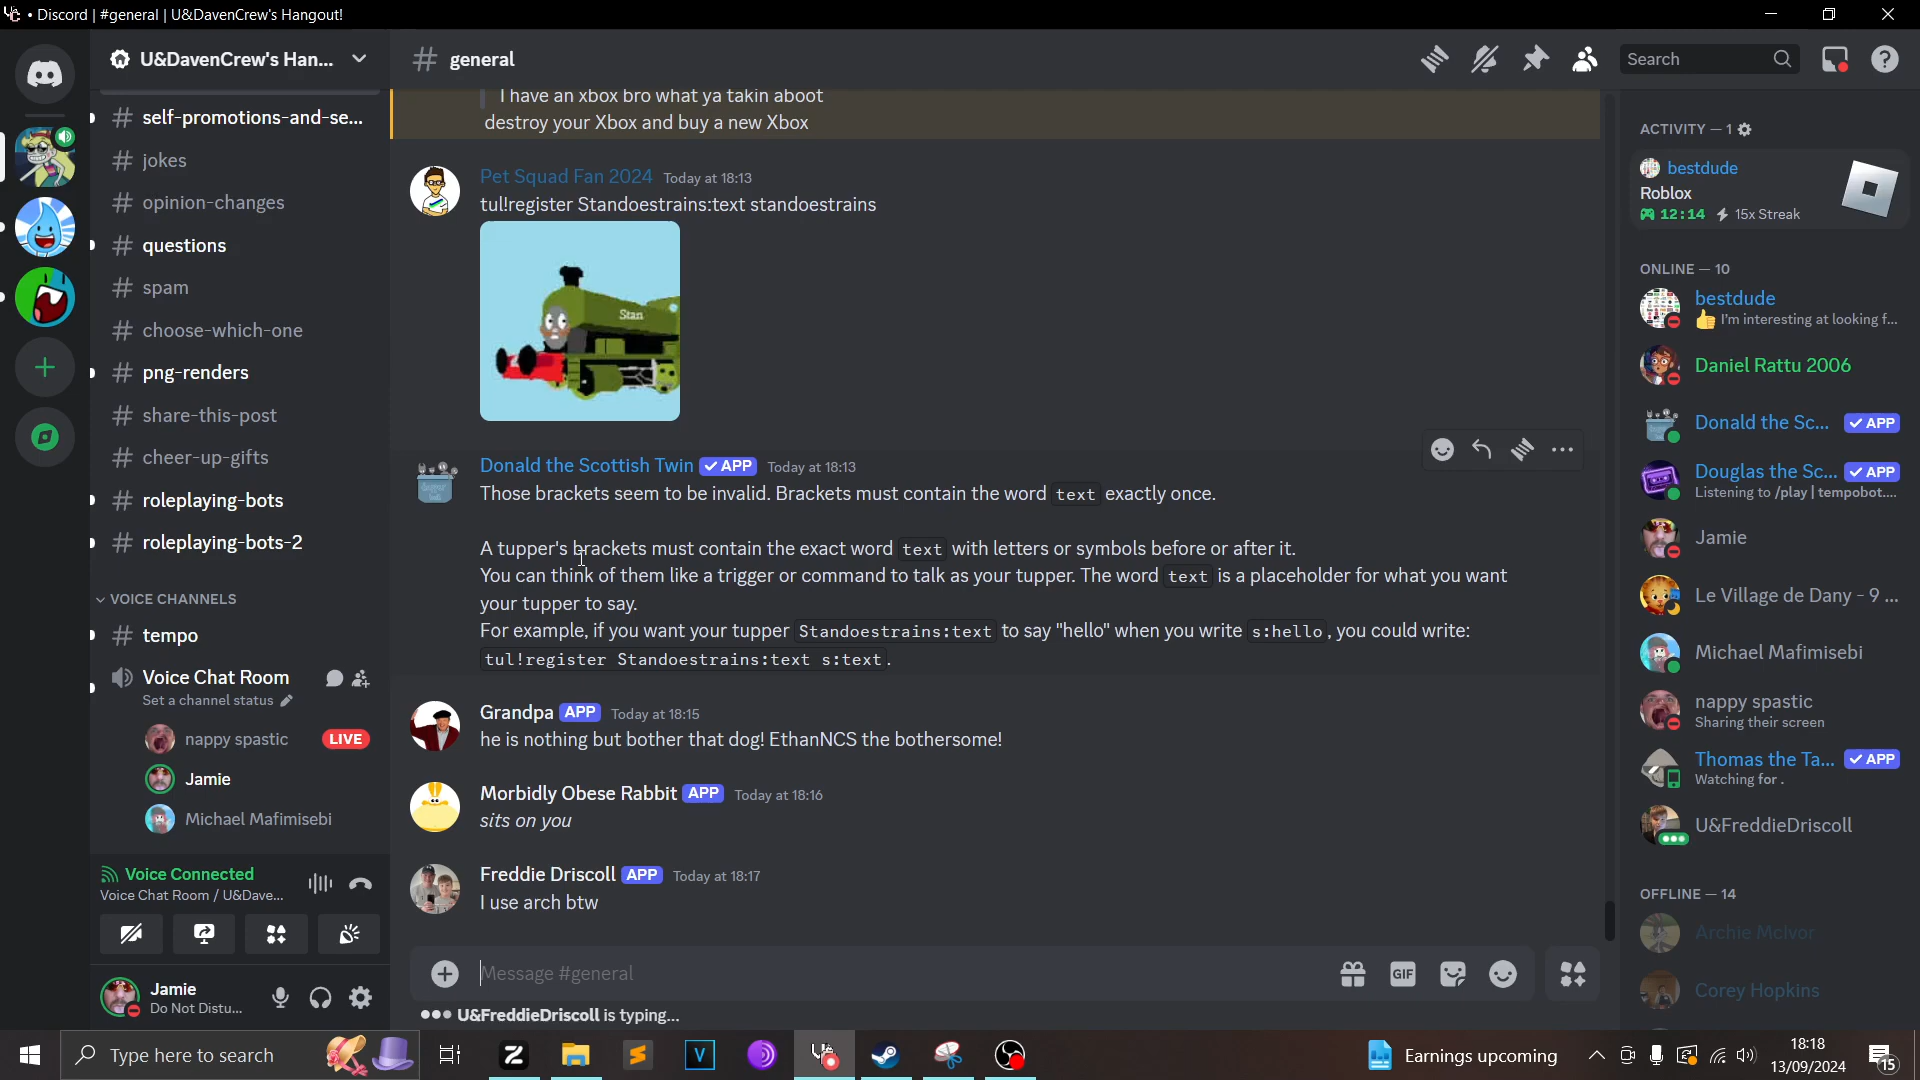 • Discord | #general | U&DavenCrew's Hangout!
U&DavenCrew's Han...
# general
Search
self-promotions-and-se...
jokes
opinion-changes
questions
spam
choose-which-one
png-renders
share-this-post
cheer-up-gifts
roleplaying-bots
roleplaying-bots-2
VOICE CHANNELS
tempo
Voice Chat Room
Set a channel status
nappy spastic LIVE
Jamie
Michael Mafimisebi
Voice Connected
Voice Chat Room / U&Dave...
Jamie
Do Not Distu...
I have an xbox bro what ya takin aboot
destroy your Xbox and buy a new Xbox
Pet Squad Fan 2024 Today at 18:13
tul!register Standoestrains:text standoestrains
Stan
Donald the Scottish Twin APP Today at 18:13
Those brackets seem to be invalid. Brackets must contain the word text exactly once.
A tupper's brackets must contain the exact word text with letters or symbols before or after it.
You can think of them like a trigger or command to talk as your tupper. The word text is a placeholder for what you want
your tupper to say.
For example, if you want your tupper Standoestrains:text to say "hello" when you write s:hello, you could write:
tul!register Standoestrains:text s:text.
Grandpa APP Today at 18:15
he is nothing but bother that dog! EthanNCS the bothersome!
Morbidly Obese Rabbit APP Today at 18:16
sits on you
Freddie Driscoll APP Today at 18:17
I use arch btw
Message #general
GIF
U&FreddieDriscoll is typing...
ACTIVITY — 1
bestdude
Roblox
12:14 15x Streak
ONLINE — 10
bestdude
I'm interesting at looking f...
Daniel Rattu 2006
Donald the Sc... APP
Douglas the Sc... APP
Listening to /play | tempobot....
Jamie
Le Village de Dany - 9 ...
Michael Mafimisebi
nappy spastic
Sharing their screen
Thomas the Ta... APP
Watching for .
U&FreddieDriscoll
OFFLINE — 14
Archie McIvor
Corey Hopkins
Type here to search
Earnings upcoming
18:18
13/09/2024
15